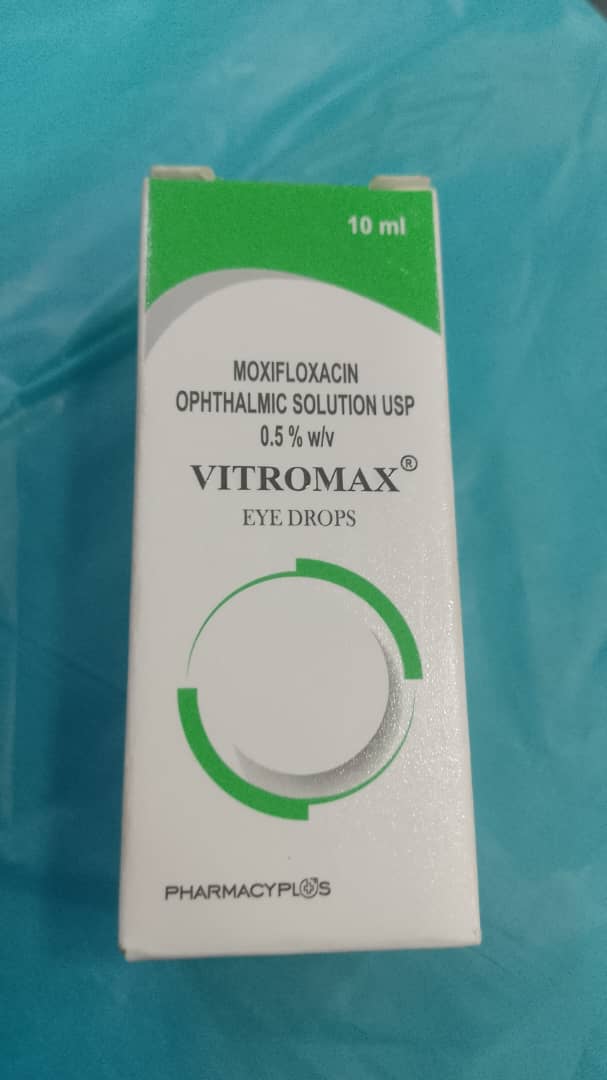 10 ml
MOXIFLOXACIN
OPHTHALMIC SOLUTION USP
0.5 % w/v
VITROMAX®
EYE DROPS
PHARMACYPLUS